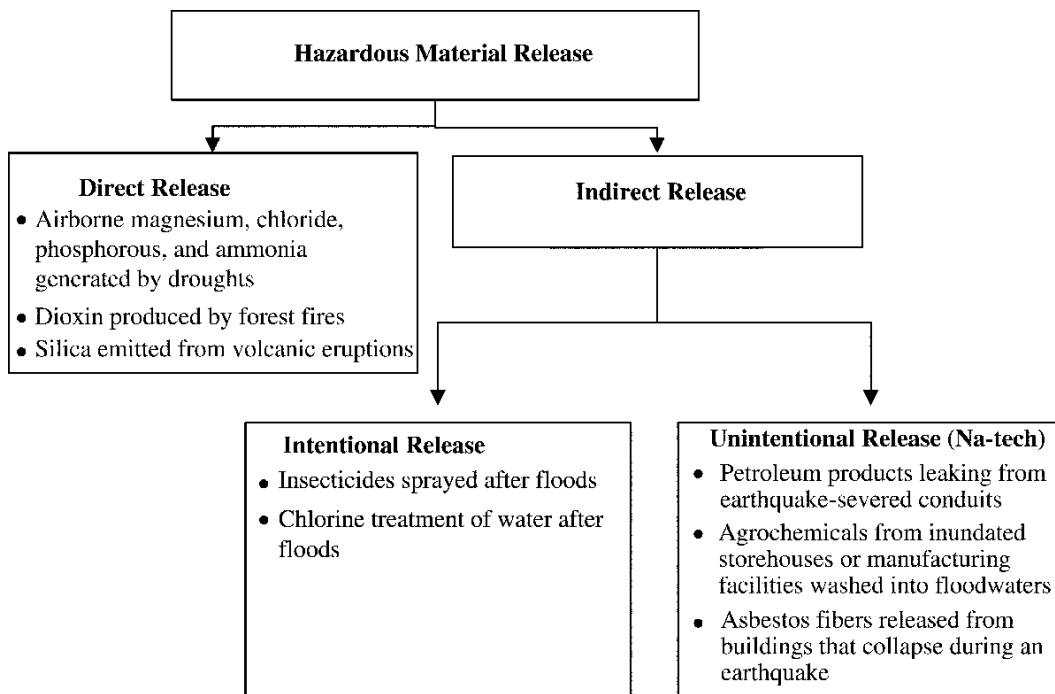 Hazardous Material Release
Direct Release
• Airborne magnesium, chloride,
phosphorous, and ammonia
generated by droughts
• Dioxin produced by forest fires
• Silica emitted from volcanic eruptions
Indirect Release
Intentional Release
• Insecticides sprayed after floods
• Chlorine treatment of water after
floods
Unintentional Release (Na-tech)
• Petroleum products leaking from
earthquake-severed conduits
• Agrochemicals from inundated
storehouses or manufacturing
facilities washed into floodwaters
• Asbestos fibers released from
buildings that collapse during an
earthquake